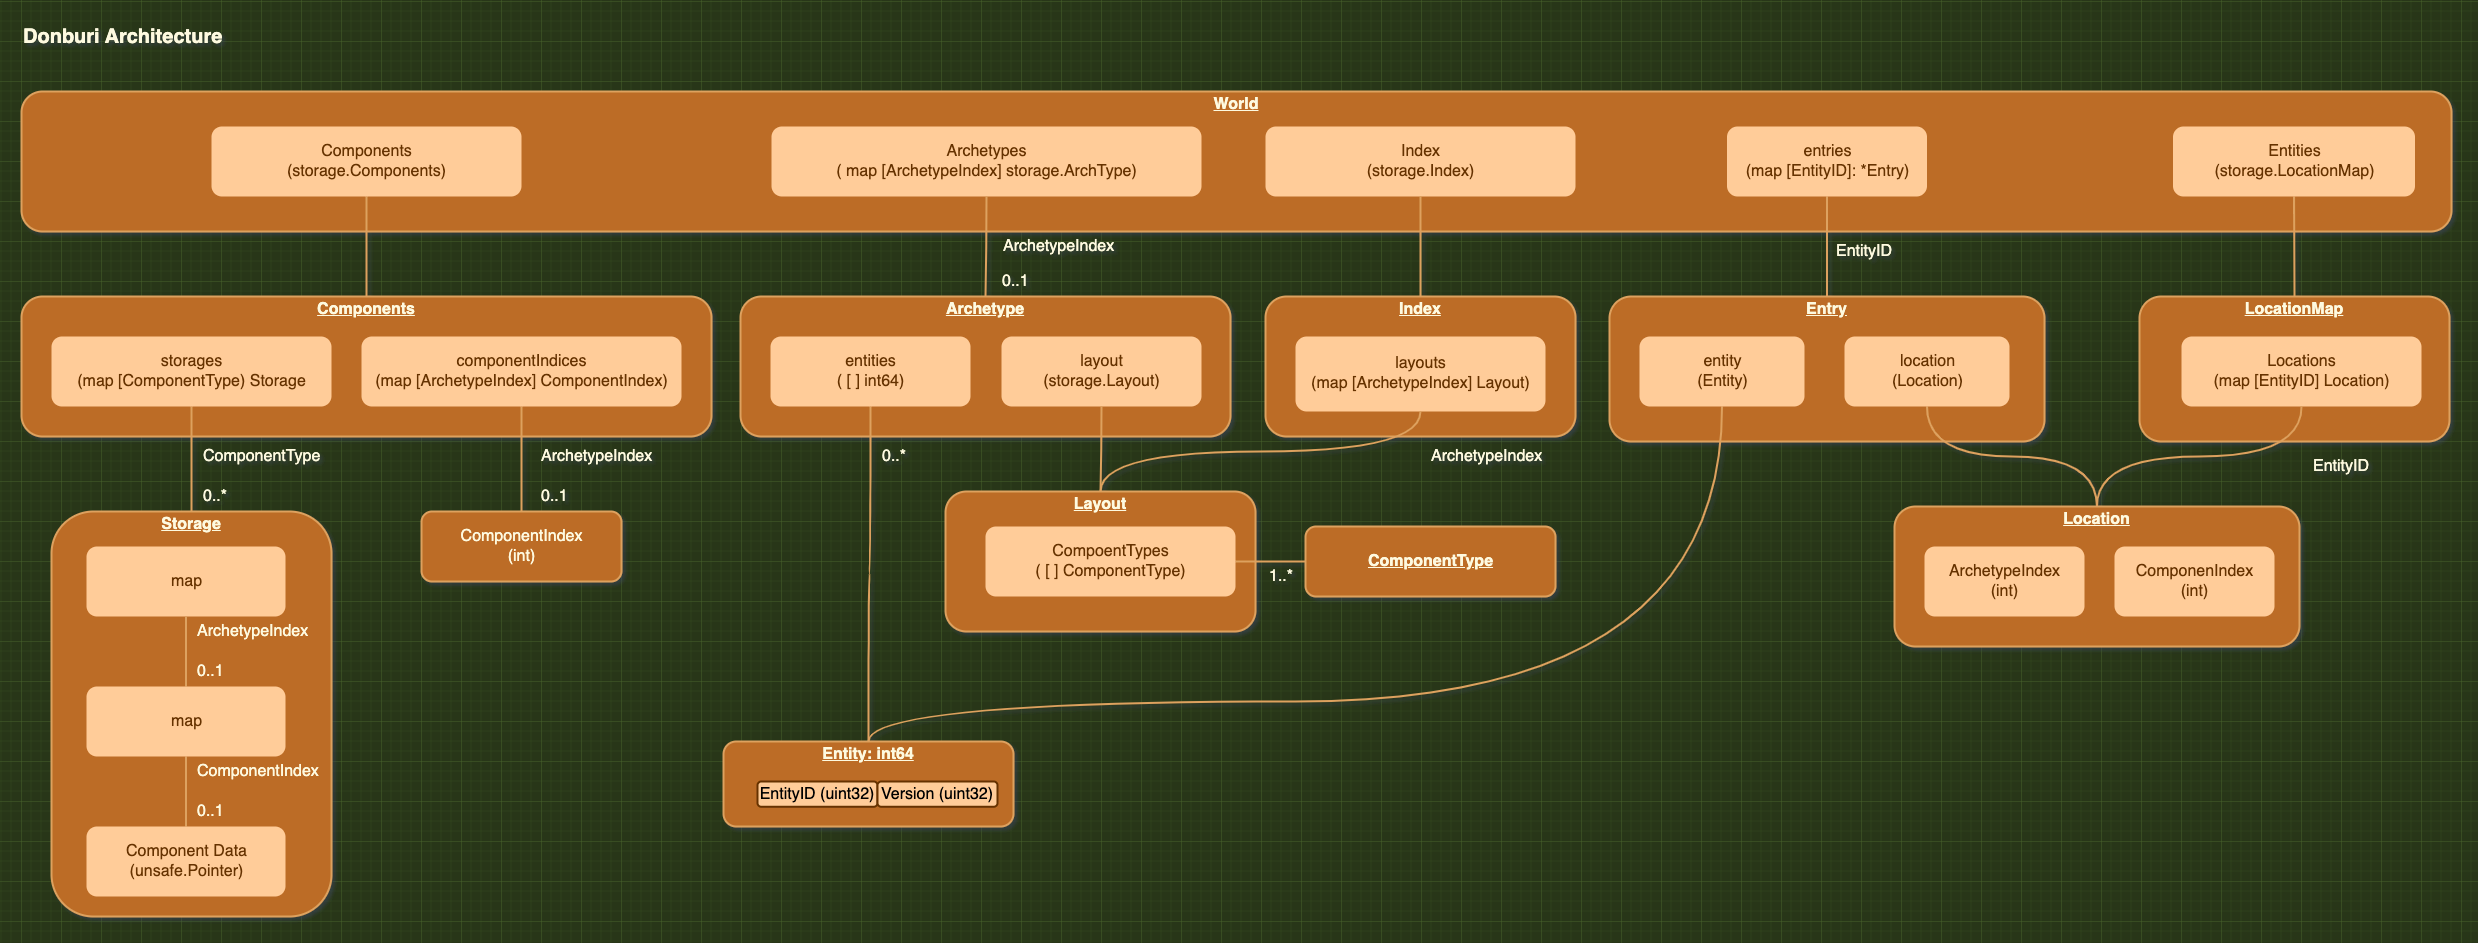 Donburi Architecture
World
Components
(storage.Components)
Archetypes
( map [ArchetypeIndex] storage.ArchType)
Index
(storage.Index)
entries
(map [EntityID]: *Entry)
Entities
(storage.LocationMap)
ArchetypeIndex
0..1
EntityID
Components
storages
(map [ComponentType) Storage
componentIndices
(map [ArchetypeIndex] ComponentIndex)
Archetype
entities
( [ ] int64)
layout
(storage.Layout)
Index
layouts
(map [ArchetypeIndex] Layout)
Entry
entity
(Entity)
location
(Location)
LocationMap
Locations
(map [EntityID] Location)
ComponentType
0..*
ArchetypeIndex
0..1
0..*
ArchetypeIndex
EntityID
Storage
map
ArchetypeIndex
0..1
map
ComponentIndex
0..1
Component Data
(unsafe.Pointer)
ComponentIndex
(int)
Layout
CompoentTypes
( [ ] ComponentType)
1..*
ComponentType
Location
ArchetypeIndex
(int)
ComponenIndex
(int)
Entity: int64
EntityID (uint32)
Version (uint32)